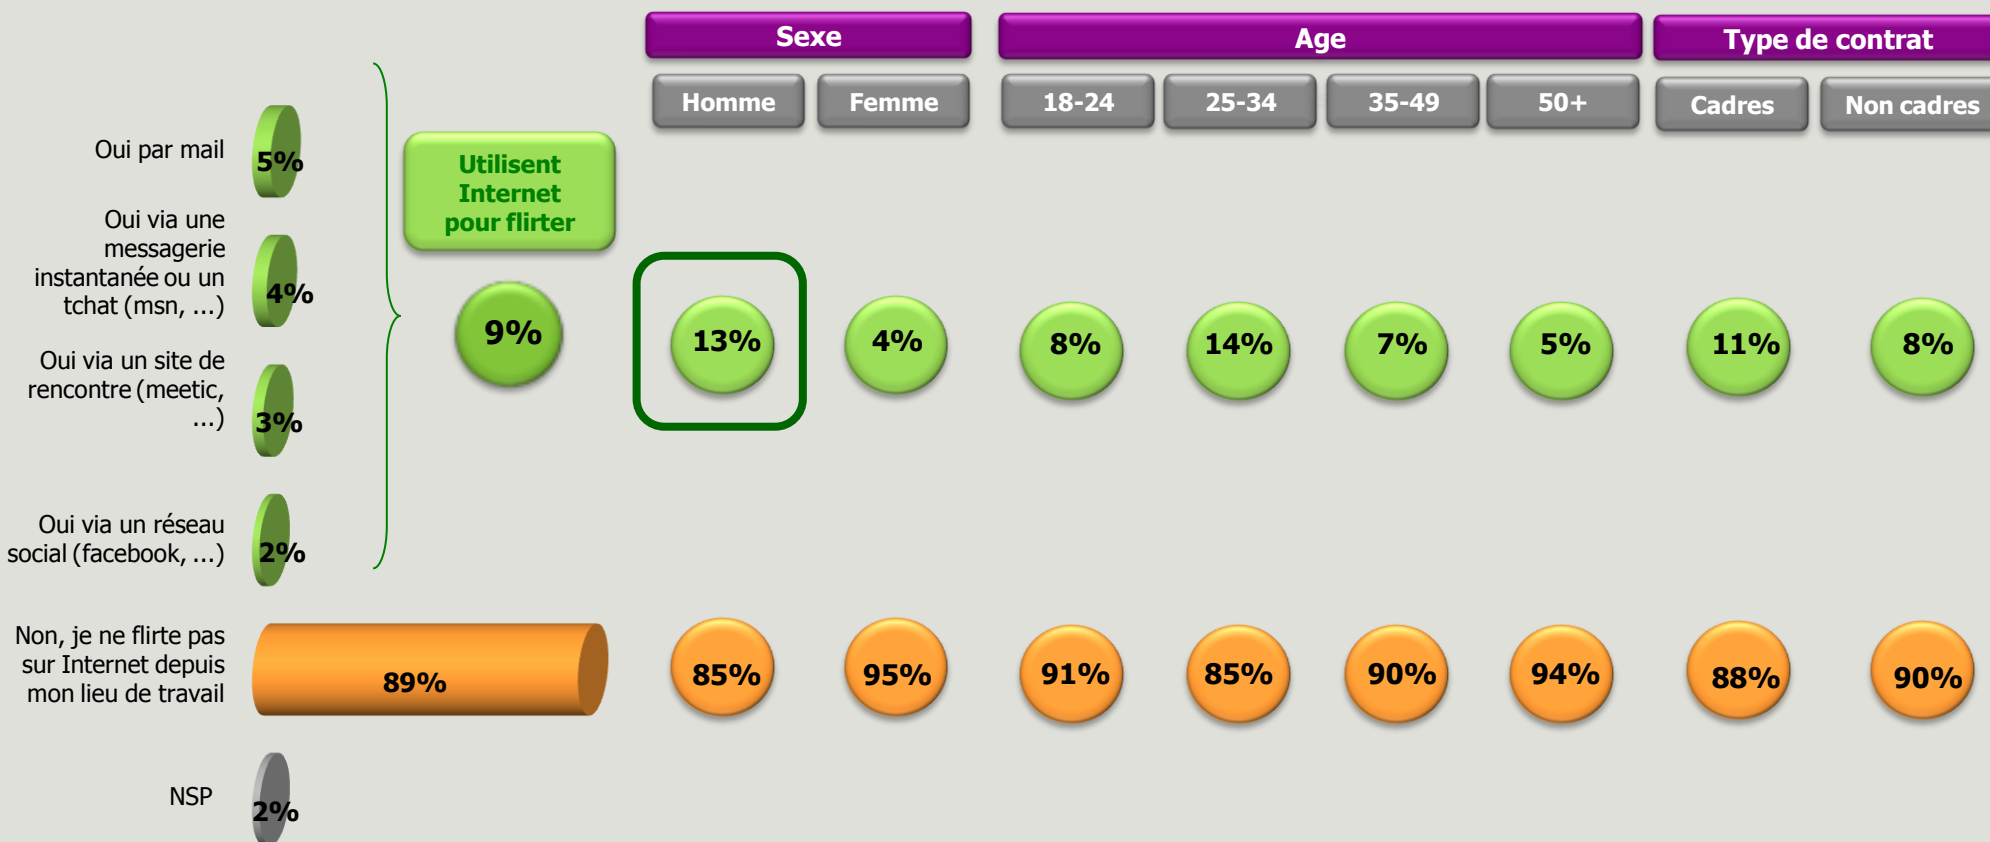 Sexe
Age
Type de contrat
Homme
Femme
18-24
25-34
35-49
50+
Cadres
Non cadres
Oui par mail
5%
Oui via une
messagerie
instantanée ou un
tchat (msn, ...)
4%
Oui via un site de
rencontre (meetic,
...)
3%
Oui via un réseau
social (facebook, ...)
2%
Utilisent
Internet
pour flirter
9%
13%
4%
8%
14%
7%
5%
11%
8%
Non, je ne flirte pas
sur Internet depuis
mon lieu de travail
89%
85%
95%
91%
85%
90%
94%
88%
90%
NSP
2%